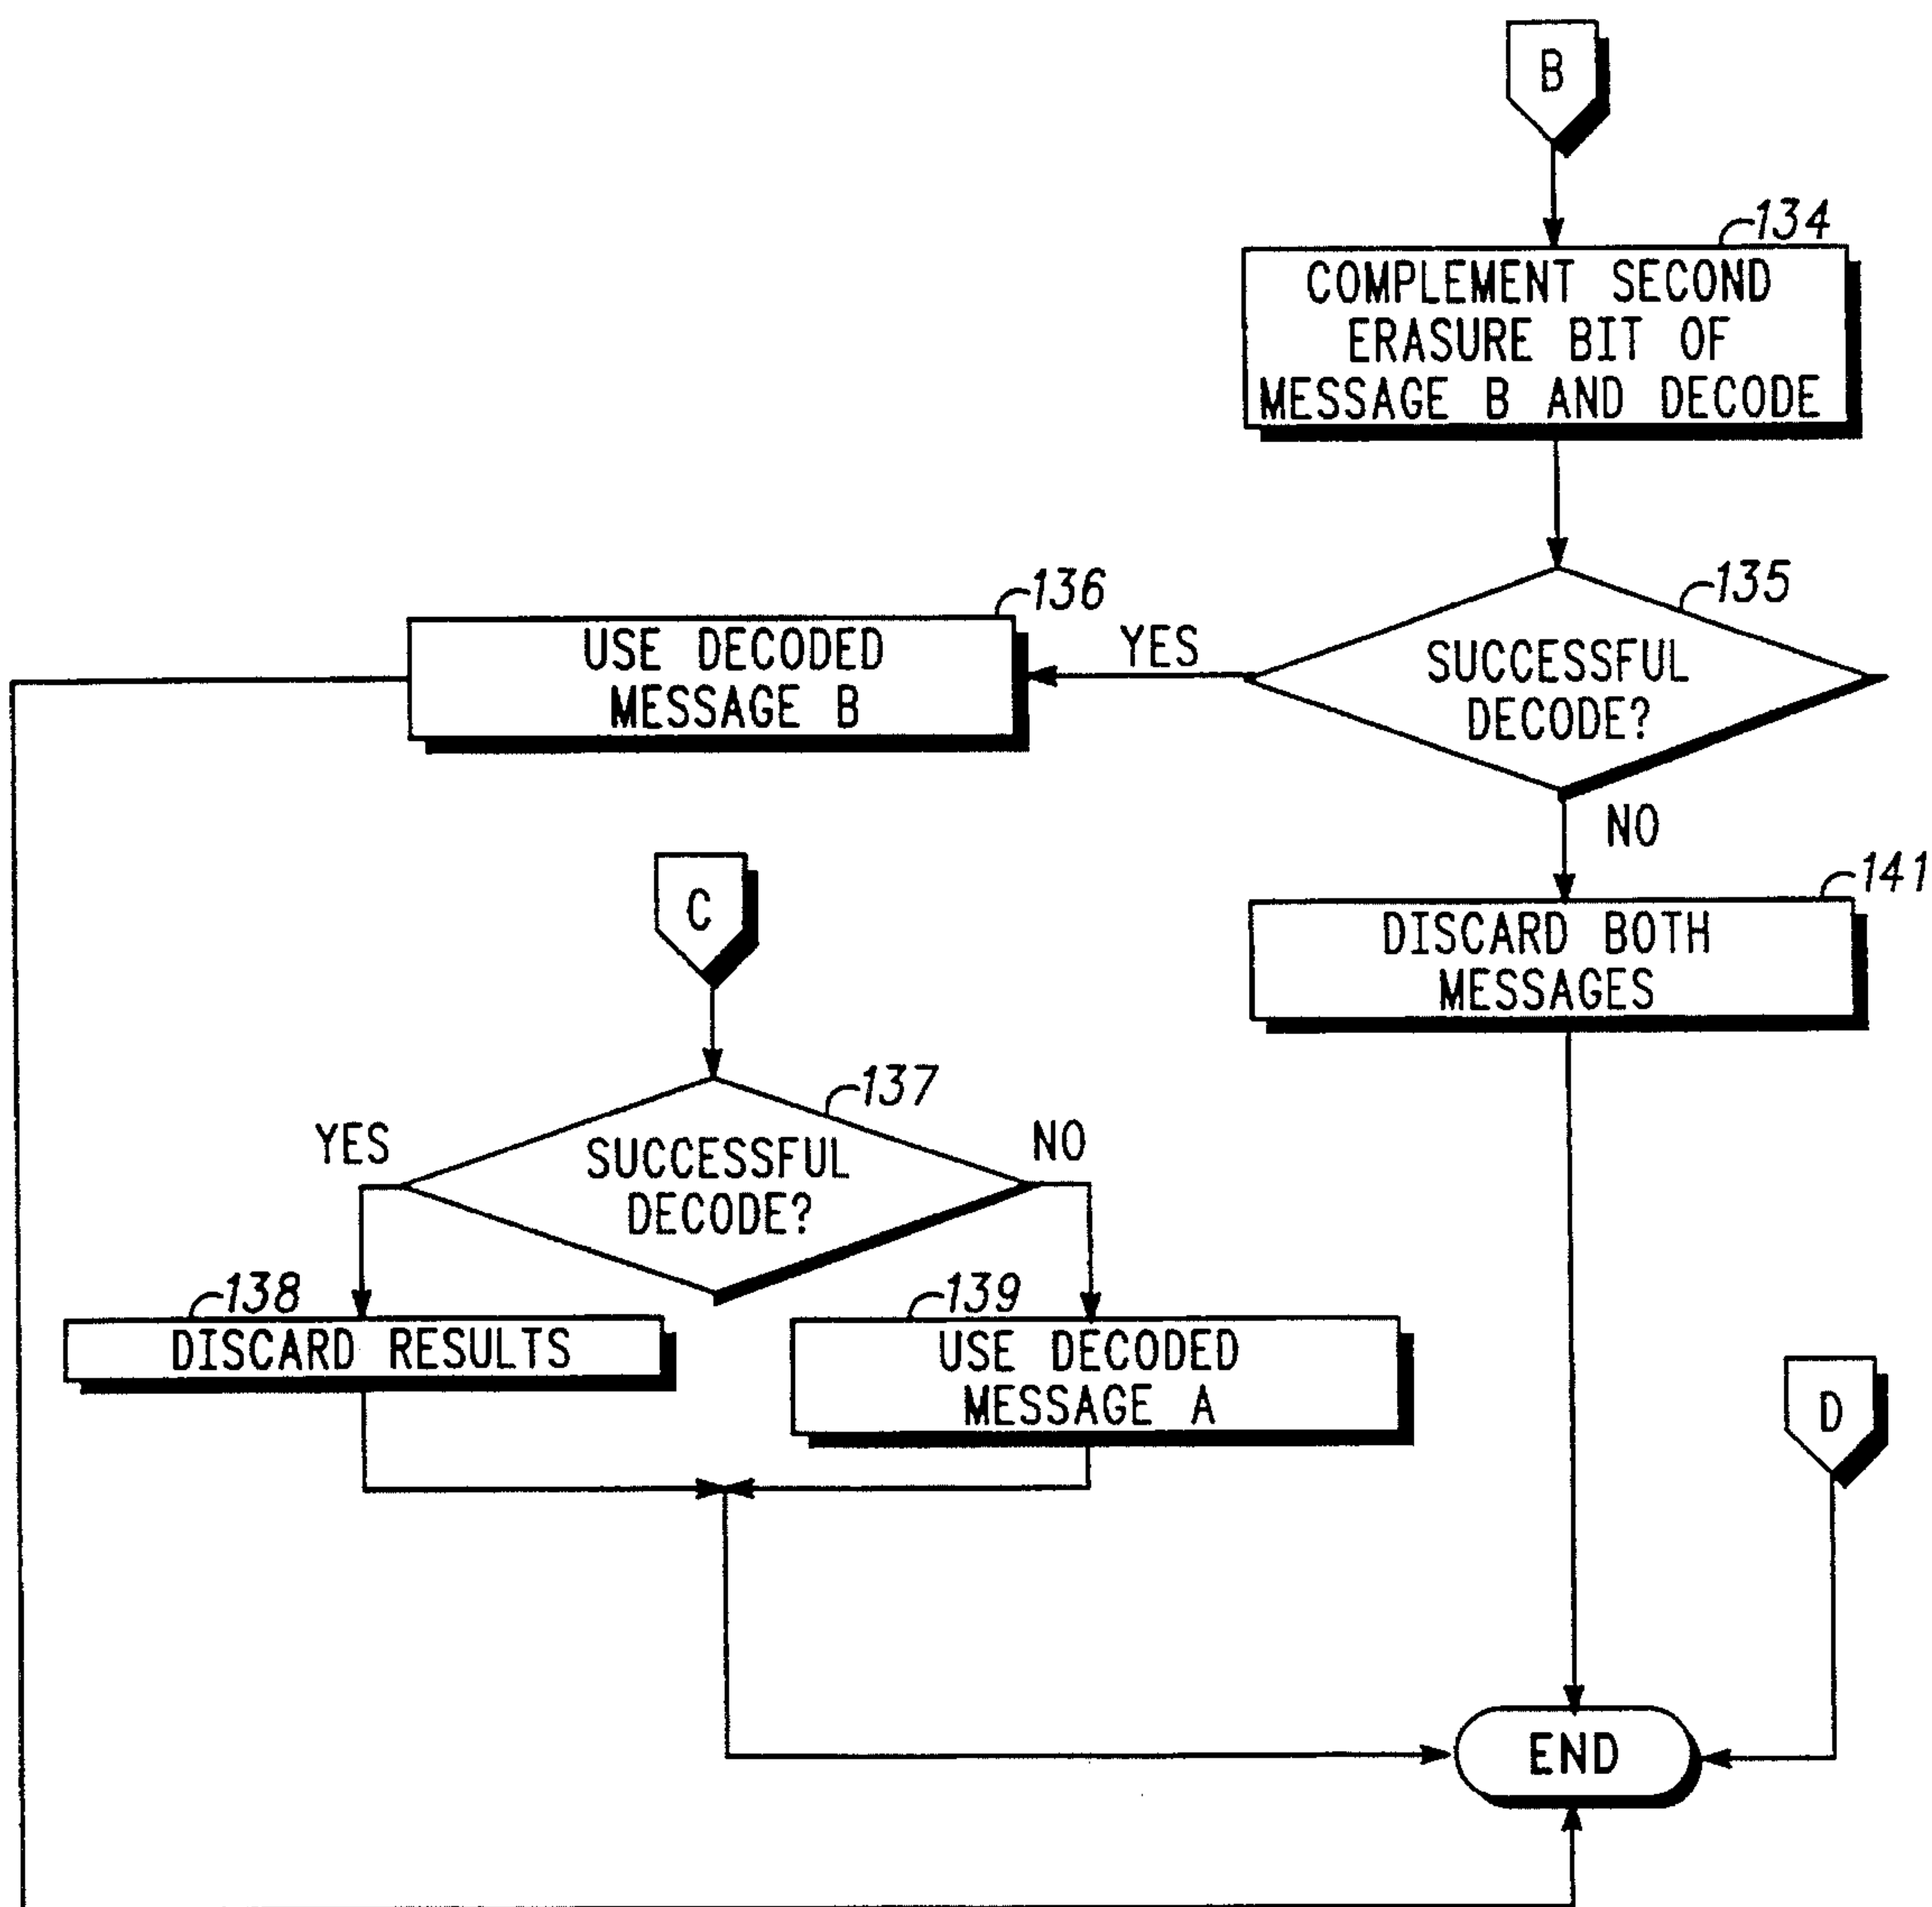 B
134
COMPLEMENT SECOND
ERASURE BIT OF
MESSAGE B AND DECODE
135
SUCCESSFUL
DECODE?
YES
136
USE DECODED
MESSAGE B
NO
141
DISCARD BOTH
MESSAGES
C
137
SUCCESSFUL
DECODE?
YES
NO
138
DISCARD RESULTS
139
USE DECODED
MESSAGE A
D
END